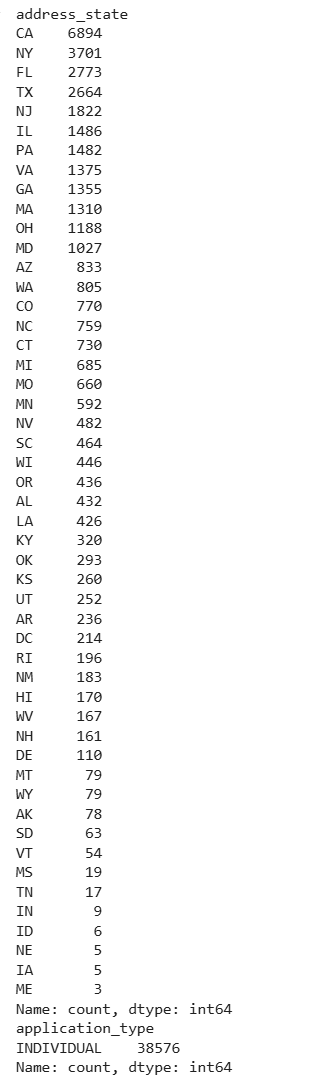 address_state
CA    6894
NY    3701
FL    2773
TX    2664
NJ    1822
IL    1486
PA    1482
VA    1375
GA    1355
MA    1310
OH    1188
MD    1027
AZ     833
WA     805
CO     770
NC     759
CT     730
MI     685
MO     660
MN     592
NV     482
SC     464
WI     446
OR     436
AL     432
LA     426
KY     320
OK     293
KS     260
UT     252
AR     236
DC     214
RI     196
NM     183
HI     170
WV     167
NH     161
DE     110
MT      79
WY      79
AK      78
SD      63
VT      54
MS      19
TN      17
IN       9
ID       6
NE       5
IA       5
ME       3
Name: count, dtype: int64
application_type
INDIVIDUAL    38576
Name: count, dtype: int64